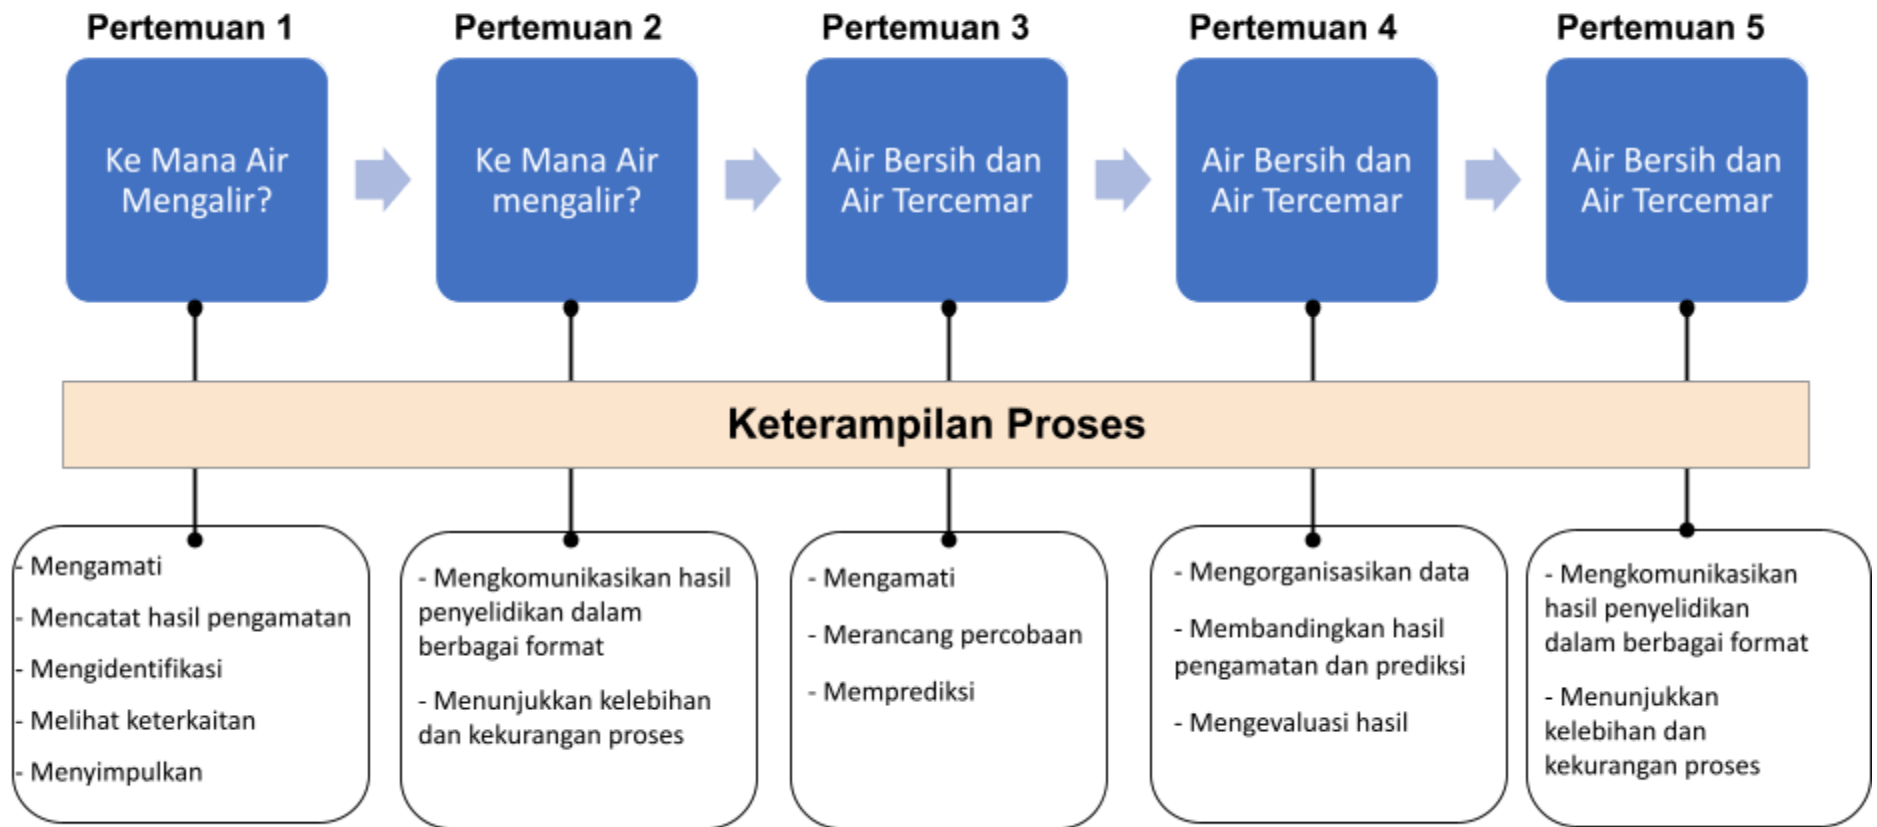 Pertemuan 1
Pertemuan 2
Pertemuan 3
Pertemuan 4
Pertemuan 5
Ke Mana Air
Mengalir?
Ke Mana Air
mengalir?
Air Bersih dan
Air Tercemar
Air Bersih dan
Air Tercemar
Air Bersih dan
Air Tercemar
Keterampilan Proses
- Mengamati
- Mencatat hasil pengamatan
- Mengidentifikasi
- Melihat keterkaitan
- Menyimpulkan
- Mengkomunikasikan hasil
penyelidikan dalam
berbagai format
- Menunjukkan kelebihan
dan kekurangan proses
- Mengamati
- Merancang percobaan
- Memprediksi
- Mengorganisasikan data
- Membandingkan hasil
pengamatan dan prediksi
- Mengevaluasi hasil
- Mengkomunikasikan
hasil penyelidikan
dalam berbagai format
- Menunjukkan
kelebihan dan
kekurangan proses